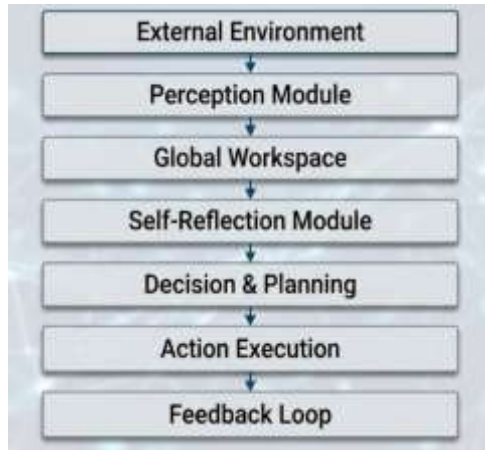 External Environment
Perception Module
Global Workspace
Self-Reflection Module
Decision & Planning
Action Execution
Feedback Loop